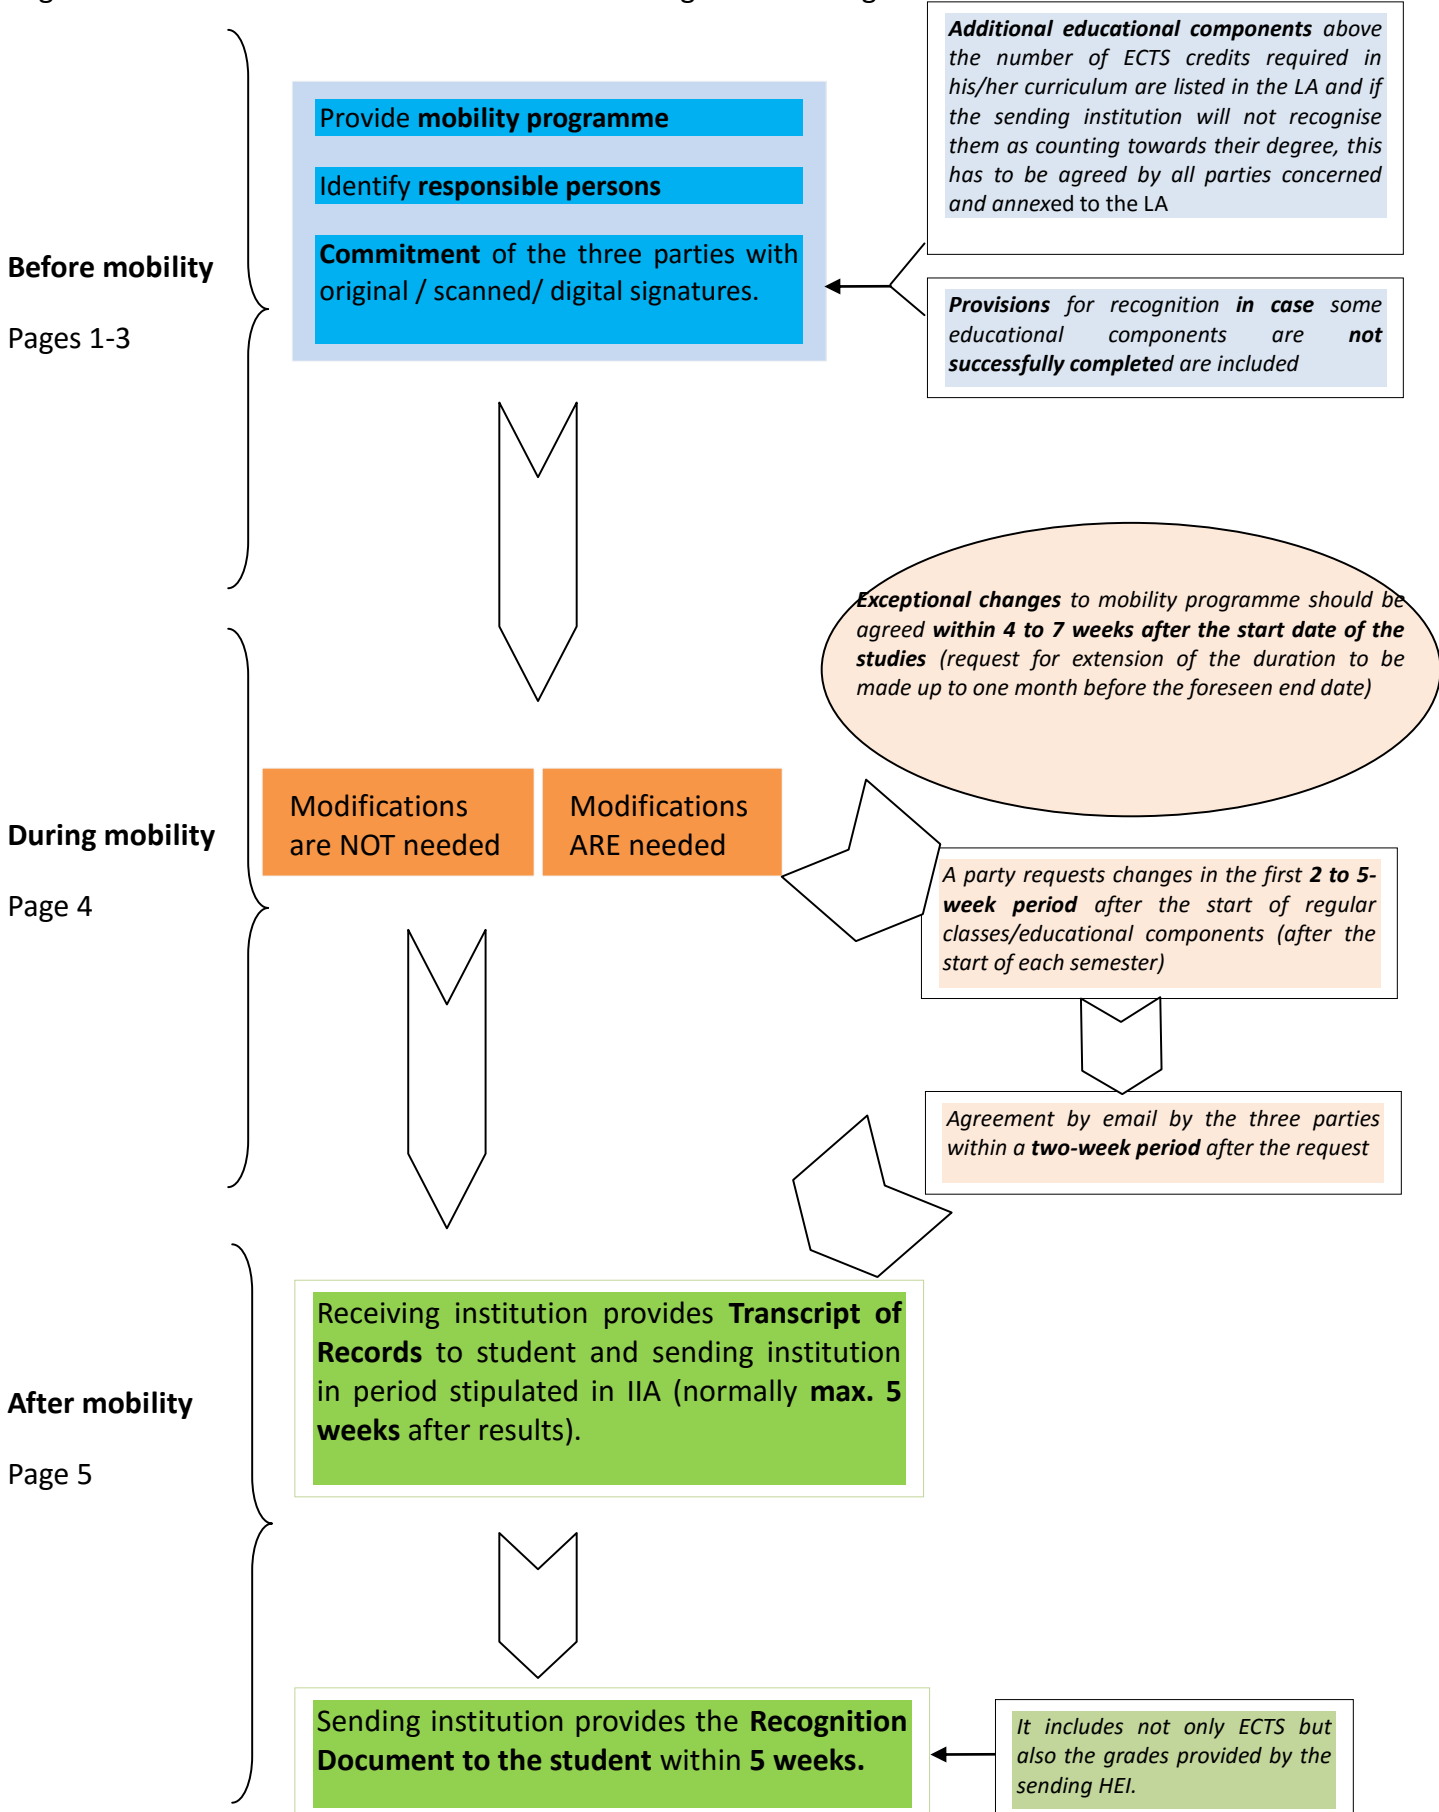 Additional educational components above
the number of ECTS credits required in
his/her curriculum are listed in the LA and if
the sending institution will not recognise
them as counting towards their degree, this
has to be agreed by all parties concerned
and annexed to the LA
Provide mobility programme
Identify responsible persons
Commitment of the three parties with
original / scanned/ digital signatures.
Before mobility
Pages 1-3
Provisions for recognition in case some
educational components are not
successfully completed are included
Exceptional changes to mobility programme should be
agreed within 4 to 7 weeks after the start date of the
studies (request for extension of the duration to be
made up to one month before the foreseen end date)
Modifications
are NOT needed
Modifications
ARE needed
During mobility
Page 4
A party requests changes in the first 2 to 5-
week period after the start of regular
classes/educational components (after the
start of each semester)
Agreement by email by the three parties
within a two-week period after the request
Receiving institution provides Transcript of
Records to student and sending institution
in period stipulated in IIA (normally max. 5
weeks after results).
After mobility
Page 5
Sending institution provides the Recognition
Document to the student within 5 weeks.
It includes not only ECTS but
also the grades provided by the
sending HEI.